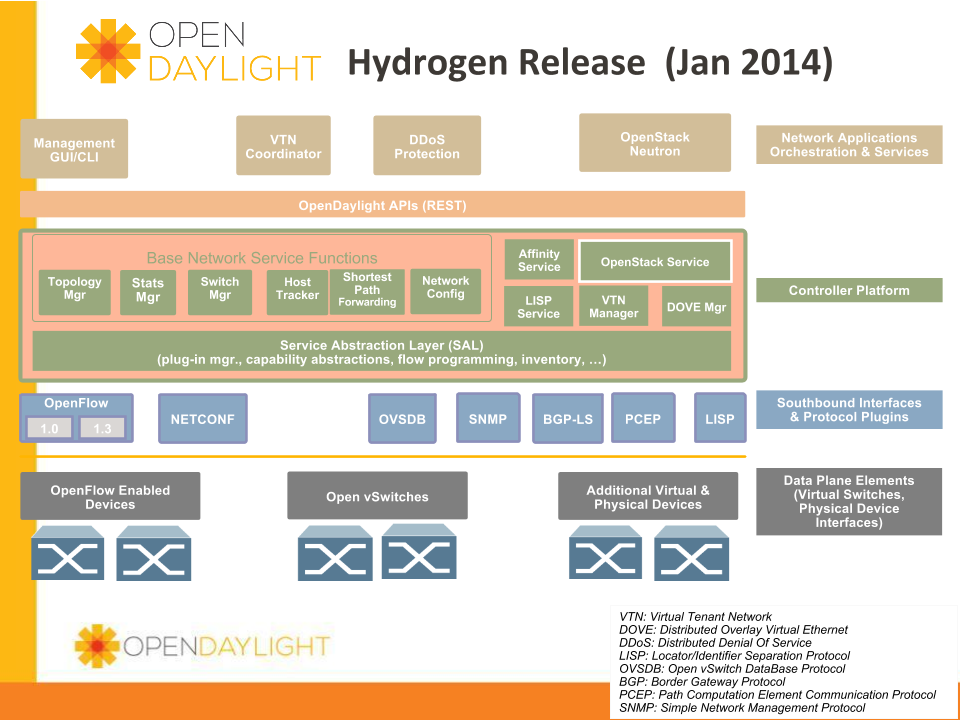 OPEN
DAYLIGHT
Hydrogen Release (Jan 2014)
Management
GUI/CLI
VTN
Coordinator
DDoS
Protection
OpenStack
Neutron
Network Applications
Orchestration & Services
OpenDaylight APIs (REST)
Base Network Service Functions
Topology
Mgr
Stats
Mgr
Switch
Mgr
Host
Tracker
Shortest
Path
Forwarding
Network
Config
Affinity
Service
OpenStack Service
LISP
Service
VTN
Manager
DOVE Mgr
Controller Platform
Service Abstraction Layer (SAL)
(plug-in mgr., capability abstractions, flow programming, inventory, …)
OpenFlow
1.0
1.3
NETCONF
OVSDB
SNMP
BGP-LS
PCEP
LISP
Southbound Interfaces
& Protocol Plugins
OpenFlow Enabled
Devices
Open vSwitches
Additional Virtual &
Physical Devices
Data Plane Elements
(Virtual Switches,
Physical Device
Interfaces)
OPENDAYLIGHT
VTN: Virtual Tenant Network
DOVE: Distributed Overlay Virtual Ethernet
DDoS: Distributed Denial Of Service
LISP: Locator/Identifier Separation Protocol
OVSDB: Open vSwitch DataBase Protocol
BGP: Border Gateway Protocol
PCEP: Path Computation Element Communication Protocol
SNMP: Simple Network Management Protocol